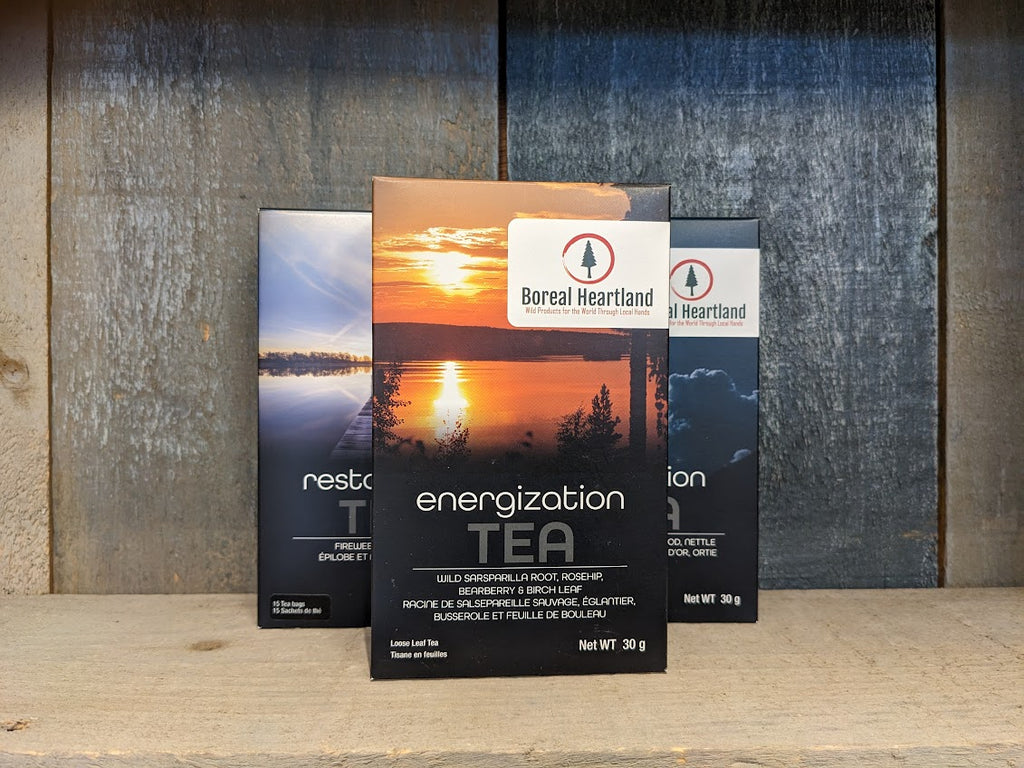 Boreal Heartland
Wild Products for the World Through Local Hands
energization
TEA
WILD SARSPARILLA ROOT, ROSEHIP,
BEARBERRY & BIRCH LEAF
RACINE DE SALSEPAREILLE SAUVAGE, ÉGLANTIER,
BUSSEROLE ET FEUILLE DE BOULEAU
Loose Leaf Tea
Tisane en feuilles
Net WT 30 g
resto
T
FIREWEE
ÉPILOBE ET
15 Tea bags
15 Sachets de thé
al Heartland
for the World Through Local Hands
ion
A
OD, NETTLE
D'OR, ORTIE
Net WT 30 g